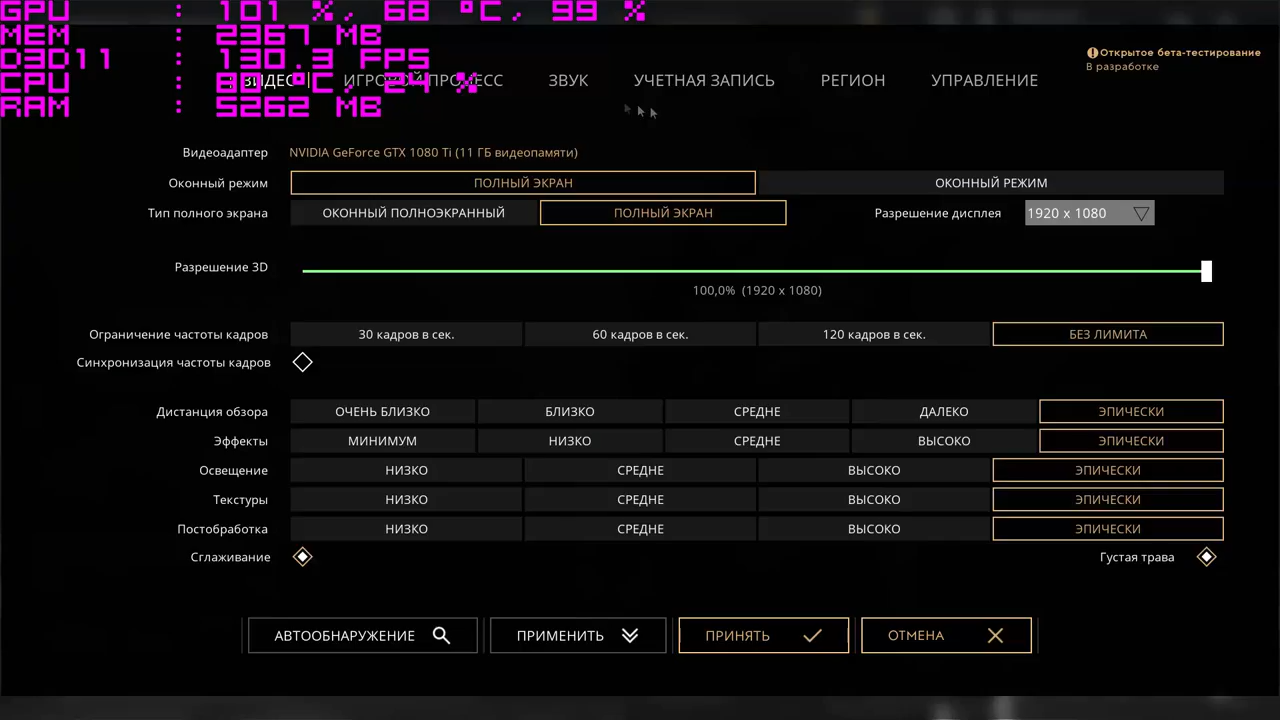 GPU : 101 %, 68 °C, 99 %
MEM : 2367 MB
D3D11 : 130.3 FPS
CPU : 60 °C, 24 %
RAM : 5262 MB
Открытое бета-тестирование
В разработке
ВИДЕО ИГРОВОЙ ПРОЦЕСС ЗВУК УЧЕТНАЯ ЗАПИСЬ РЕГИОН УПРАВЛЕНИЕ
Видеоадаптер NVIDIA GeForce GTX 1080 Ti (11 ГБ видеопамяти)
Оконный режим ПОЛНЫЙ ЭКРАН ОКОННЫЙ РЕЖИМ
Тип полного экрана ОКОННЫЙ ПОЛНОЭКРАННЫЙ ПОЛНЫЙ ЭКРАН Разрешение дисплея 1920 x 1080
Разрешение 3D
100,0% (1920 x 1080)
Ограничение частоты кадров 30 кадров в сек. 60 кадров в сек. 120 кадров в сек. БЕЗ ЛИМИТА
Синхронизация частоты кадров
Дистанция обзора ОЧЕНЬ БЛИЗКО БЛИЗКО СРЕДНЕ ДАЛЕКО ЭПИЧЕСКИ
Эффекты МИНИМУМ НИЗКО СРЕДНЕ ВЫСОКО ЭПИЧЕСКИ
Освещение НИЗКО СРЕДНЕ ВЫСОКО ЭПИЧЕСКИ
Текстуры НИЗКО СРЕДНЕ ВЫСОКО ЭПИЧЕСКИ
Постобработка НИЗКО СРЕДНЕ ВЫСОКО ЭПИЧЕСКИ
Сглаживание Густая трава
АВТООБНАРУЖЕНИЕ ПРИМЕНИТЬ ПРИНЯТЬ ОТМЕНА